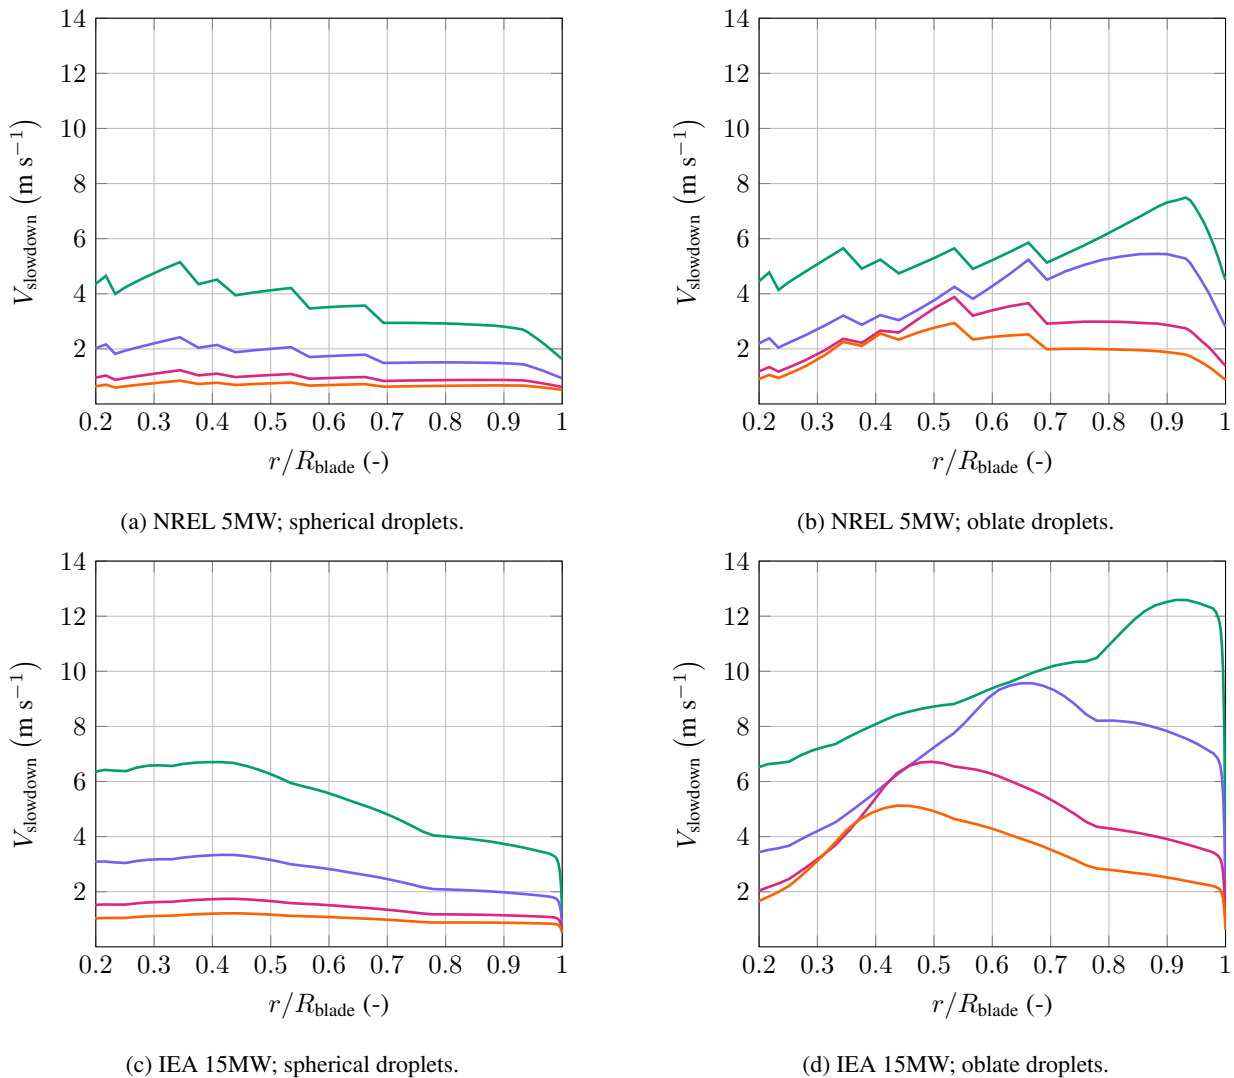 14
12
10
8
6
4
2
V_slowdown (m s⁻¹)
0.2 0.3 0.4 0.5 0.6 0.7 0.8 0.9 1
r/R_blade (-)
(a) NREL 5MW; spherical droplets.
14
12
10
8
6
4
2
V_slowdown (m s⁻¹)
0.2 0.3 0.4 0.5 0.6 0.7 0.8 0.9 1
r/R_blade (-)
(b) NREL 5MW; oblate droplets.
14
12
10
8
6
4
2
V_slowdown (m s⁻¹)
0.2 0.3 0.4 0.5 0.6 0.7 0.8 0.9 1
r/R_blade (-)
(c) IEA 15MW; spherical droplets.
14
12
10
8
6
4
2
V_slowdown (m s⁻¹)
0.2 0.3 0.4 0.5 0.6 0.7 0.8 0.9 1
r/R_blade (-)
(d) IEA 15MW; oblate droplets.